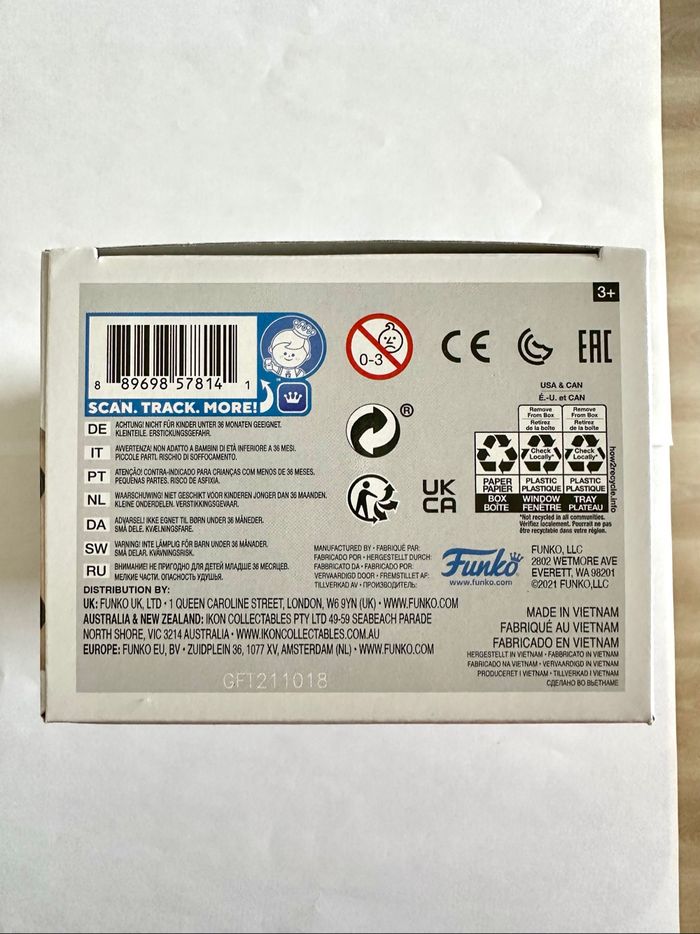 3+
8 89698 57814 1
SCAN. TRACK. MORE!
0-3
CE
EAC
®
UK
CA
USA & CAN
É.-U. et CAN
Remove From Box
Retirez de la boîte
Remove From Box
Retirez de la boîte
Check Locally*
Check Locally*
PAPER PAPIER
PLASTIC PLASTIQUE
PLASTIC PLASTIQUE
BOX BOÎTE
WINDOW FENÊTRE
TRAY PLATEAU
how2recycle.info
*Not recycled in all communities.
Vérifiez localement. Pourrait ne pas
être recyclable dans votre région.
DE ACHTUNG! NICHT FÜR KINDER UNTER 36 MONATEN GEEIGNET.
KLEINTEILE. ERSTICKUNGSGEFAHR.
IT AVVERTENZA! NON ADATTO A BAMBINI DI ETÀ INFERIORE A 36 MESI.
PICCOLE PARTI. RISCHIO DI SOFFOCAMENTO.
PT ATENÇÃO! CONTRA-INDICADO PARA CRIANÇAS COM MENOS DE 36 MESES.
PEQUENAS PARTES. RISCO DE ASFIXIA.
NL WAARSCHUWING! NIET GESCHIKT VOOR KINDEREN JONGER DAN 36 MAANDEN.
KLEINE ONDERDELEN. VERSTIKKINGSGEVAAR.
DA ADVARSEL! IKKE EGNET TIL BØRN UNDER 36 MÅNEDER.
SMÅ DELE. KVÆLNINGSFARE.
SW VARNING! INTE LÄMPLIG FÖR BARN UNDER 36 MÅNADER.
SMÅ DELAR. KVÄVNINGSRISK.
RU ВНИМАНИЕ! НЕ ПРИГОДНО ДЛЯ ДЕТЕЙ МЛАДШЕ 36 МЕСЯЦЕВ.
МЕЛКИЕ ЧАСТИ. ОПАСНОСТЬ УДУШЬЯ.
MANUFACTURED BY • FABRIQUÉ PAR:
FABRICADO POR • HERGESTELLT DURCH:
FABBRICATO DA • FABRICADO POR:
VERVAARDIGD DOOR • FREMSTILLET AF:
TILLVERKAD AV • ПРОИЗВОДИТЕЛЬ:
Funko
www.funko.com
FUNKO, LLC
2802 WETMORE AVE
EVERETT, WA 98201
©2021 FUNKO,LLC
DISTRIBUTION BY:
UK: FUNKO UK, LTD • 1 QUEEN CAROLINE STREET, LONDON, W6 9YN (UK) • WWW.FUNKO.COM
AUSTRALIA & NEW ZEALAND: IKON COLLECTABLES PTY LTD 49-59 SEABEACH PARADE
NORTH SHORE, VIC 3214 AUSTRALIA • WWW.IKONCOLLECTABLES.COM.AU
EUROPE: FUNKO EU, BV • ZUIDPLEIN 36, 1077 XV, AMSTERDAM (NL) • WWW.FUNKO.COM
MADE IN VIETNAM
FABRIQUÉ AU VIETNAM
FABRICADO EN VIETNAM
HERGESTELLT IN VIETNAM • FABBRICATO IN VIETNAM
FABRICADO NA VIETNAM • VERVAARDIGD IN VIETNAM
PRODUCERET I VIETNAM • TILLVERKAD I VIETNAM
СДЕЛАНО ВО ВЬЕТНАМЕ
GFT211018